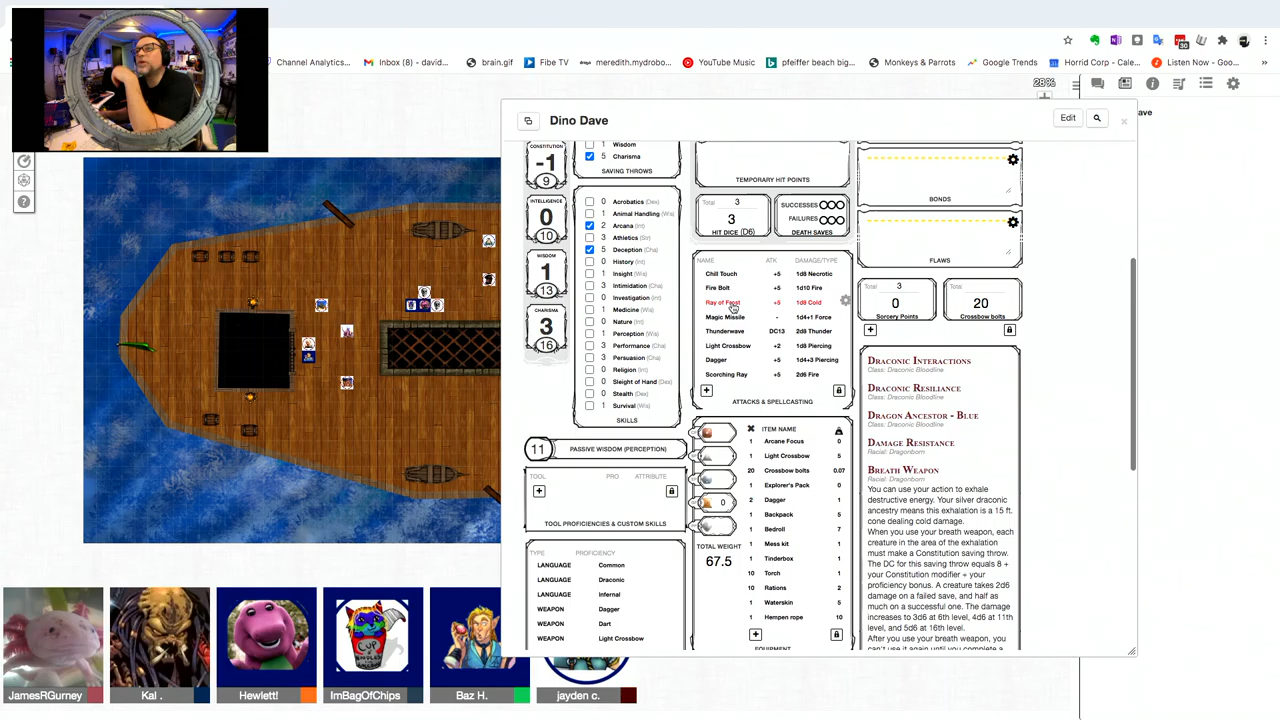 Channel Analytics...
Inbox (8) - david...
brain.gif
Fibe TV
meredith.mydrobo...
YouTube Music
pfeiffer beach big...
Monkeys & Parrots
Google Trends
Horrid Corp - Cale...
Listen Now - Goo...
30
28%
Dino Dave
Edit
ave
CONSTITUTION
-1
9
INTELLIGENCE
0
10
WISDOM
1
13
CHARISMA
3
16
1 Wisdom
5 Charisma
SAVING THROWS
0 Acrobatics (Dex)
1 Animal Handling (Wis)
2 Arcana (Int)
3 Athletics (Str)
5 Deception (Cha)
0 History (Int)
1 Insight (Wis)
3 Intimidation (Cha)
0 Investigation (Int)
1 Medicine (Wis)
0 Nature (Int)
1 Perception (Wis)
3 Performance (Cha)
3 Persuasion (Cha)
0 Religion (Int)
0 Sleight of Hand (Dex)
0 Stealth (Dex)
1 Survival (Wis)
SKILLS
11 PASSIVE WISDOM (PERCEPTION)
TOOL PRO ATTRIBUTE
TOOL PROFICIENCIES & CUSTOM SKILLS
TYPE PROFICIENCY
LANGUAGE Common
LANGUAGE Draconic
LANGUAGE Infernal
WEAPON Dagger
WEAPON Dart
WEAPON Light Crossbow
TEMPORARY HIT POINTS
Total 3
3
HIT DICE (D6)
SUCCESSES
FAILURES
DEATH SAVES
NAME ATK DAMAGE/TYPE
Chill Touch +5 1d8 Necrotic
Fire Bolt +5 1d10 Fire
Ray of Frost +5 1d8 Cold
Magic Missile - 1d4+1 Force
Thunderwave DC13 2d8 Thunder
Light Crossbow +2 1d8 Piercing
Dagger +5 1d4+3 Piercing
Scorching Ray +5 2d6 Fire
ATTACKS & SPELLCASTING
ITEM NAME
1 Arcane Focus 0
1 Light Crossbow 5
20 Crossbow bolts 0.07
1 Explorer's Pack 0
2 Dagger 1
1 Backpack 5
1 Bedroll 7
1 Mess kit 1
1 Tinderbox 1
10 Torch 1
10 Rations 2
1 Waterskin 5
1 Hempen rope 10
0
TOTAL WEIGHT
67.5
EQUIPMENT
BONDS
FLAWS
Total 3
0
Sorcery Points
Total
20
Crossbow bolts
DRACONIC INTERACTIONS
Class: Draconic Bloodline
DRACONIC RESILIANCE
Class: Draconic Bloodline
DRAGON ANCESTOR - BLUE
Class: Draconic Bloodline
DAMAGE RESISTANCE
Racial: Dragonborn
BREATH WEAPON
Racial: Dragonborn
You can use your action to exhale
destructive energy. Your silver draconic
ancestry means this exhalation is a 15 ft.
cone dealing cold damage.
When you use your breath weapon, each
creature in the area of the exhalation
must make a Constitution saving throw.
The DC for this saving throw equals 8 +
your Constitution modifier + your
proficiency bonus. A creature takes 2d6
damage on a failed save, and half as
much on a successful one. The damage
increases to 3d6 at 6th level, 4d6 at 11th
level, and 5d6 at 16th level.
After you use your breath weapon, you
can't use it again until you complete a
CUP
JamesRGurney
Kai .
Hewlett!
ImBagOfChips
Baz H.
jayden c.